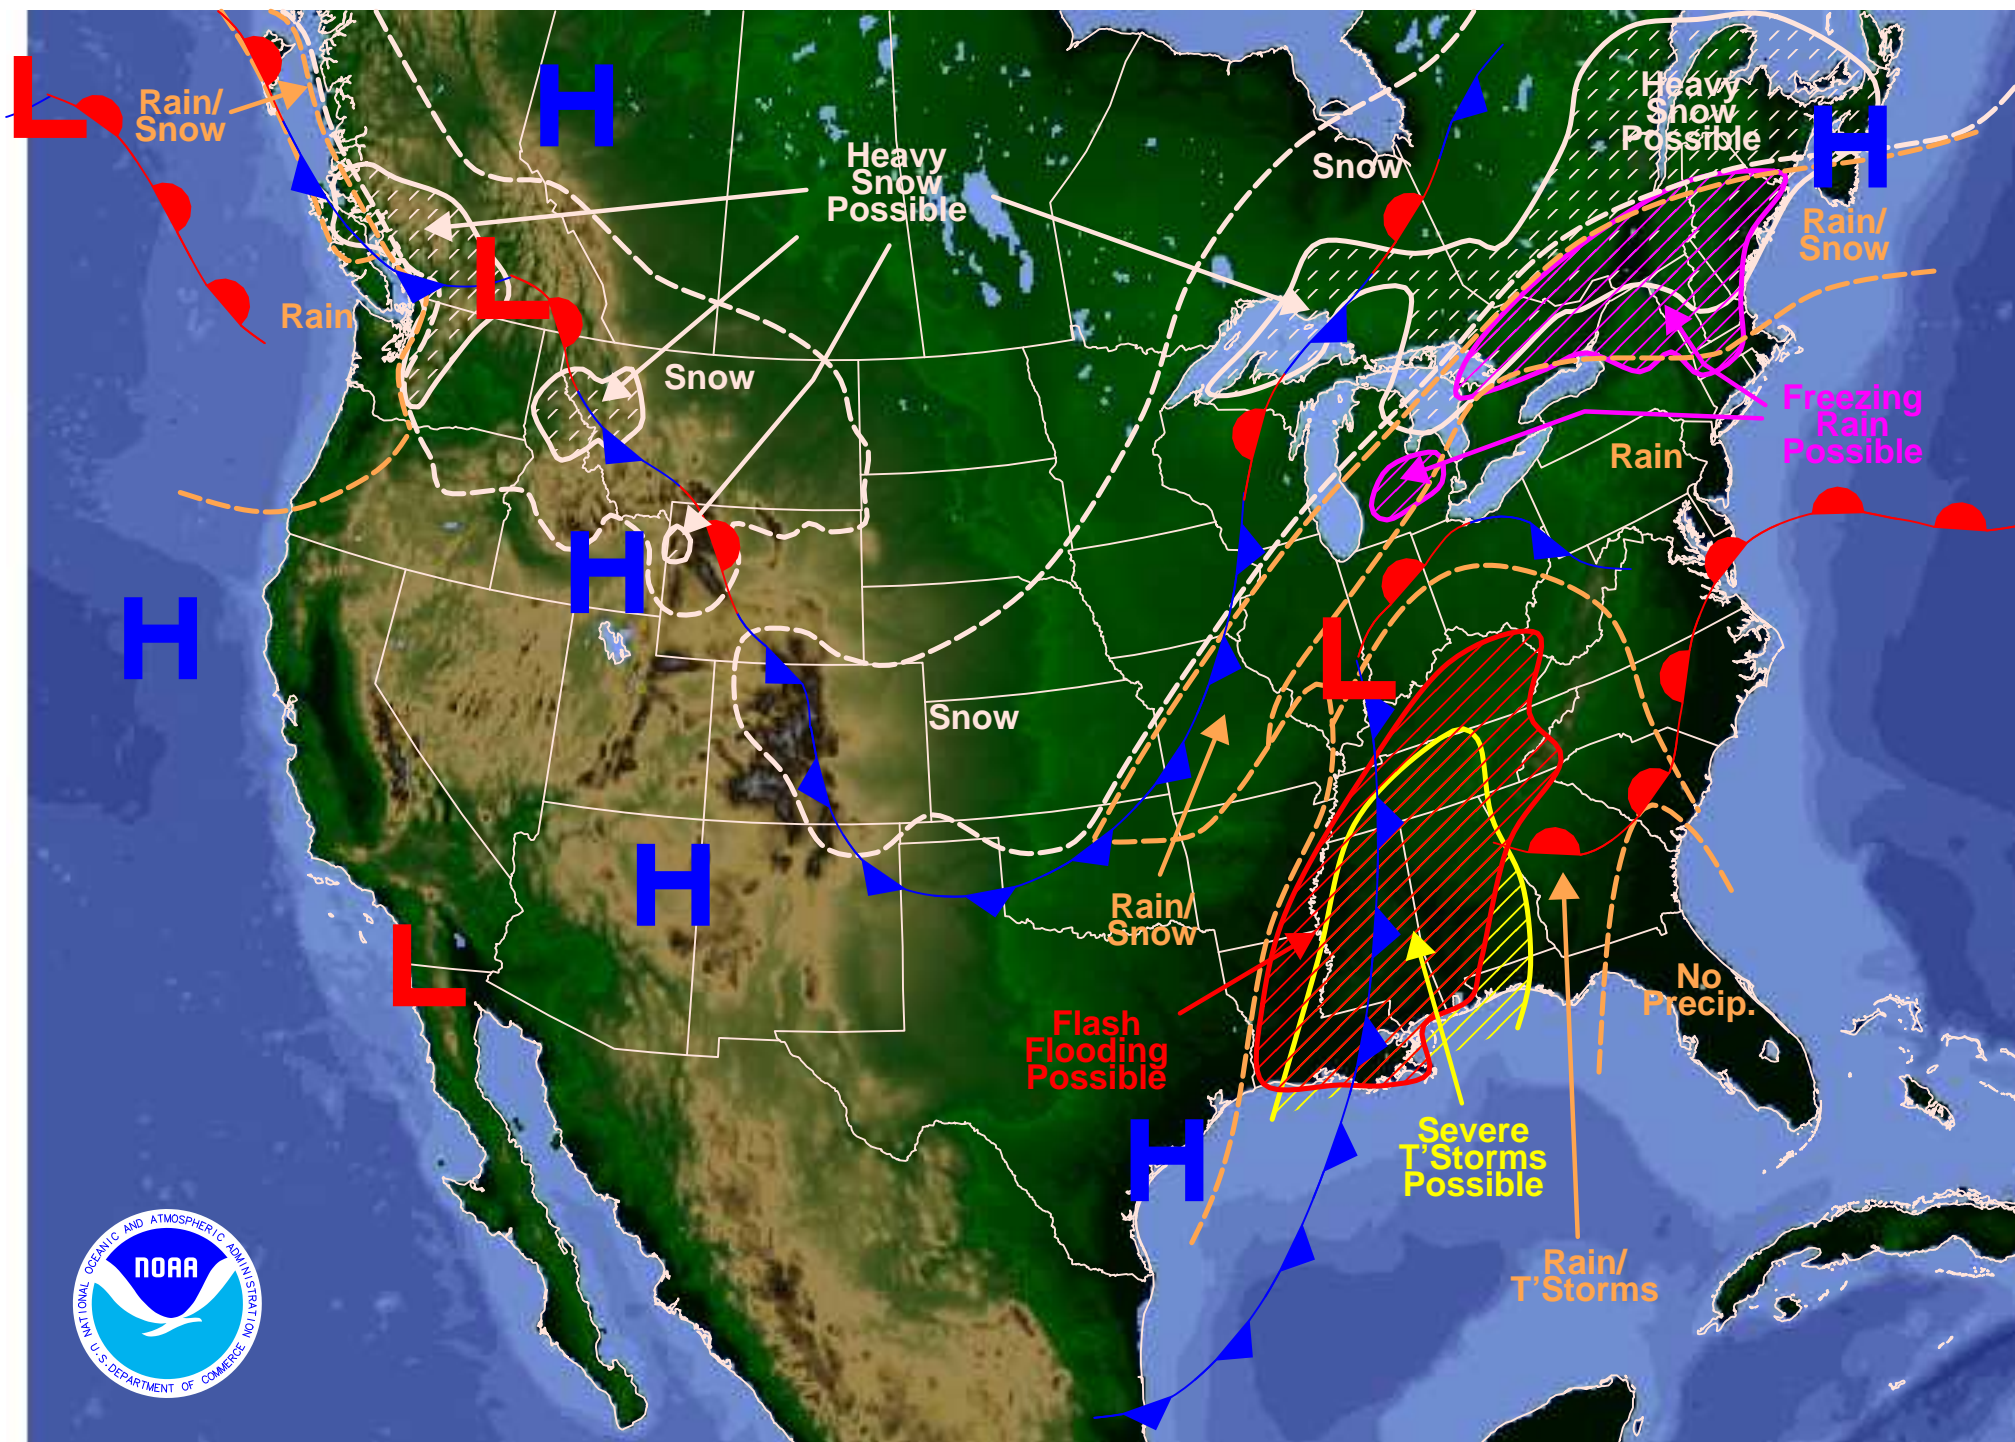 L
Rain/
Snow
H
Heavy
Snow
Possible
Snow
Heavy
Snow
Possible
H
Rain/
Snow
L
Rain
Snow
Freezing
Rain
Possible
Rain
H
H
L
Snow
H
Rain/
Snow
L
No
Precip.
Flash
Flooding
Possible
H
Severe
T'Storms
Possible
Rain/
T'Storms
NATIONAL OCEANIC AND ATMOSPHERIC ADMINISTRATION
NOAA
U.S. DEPARTMENT OF COMMERCE